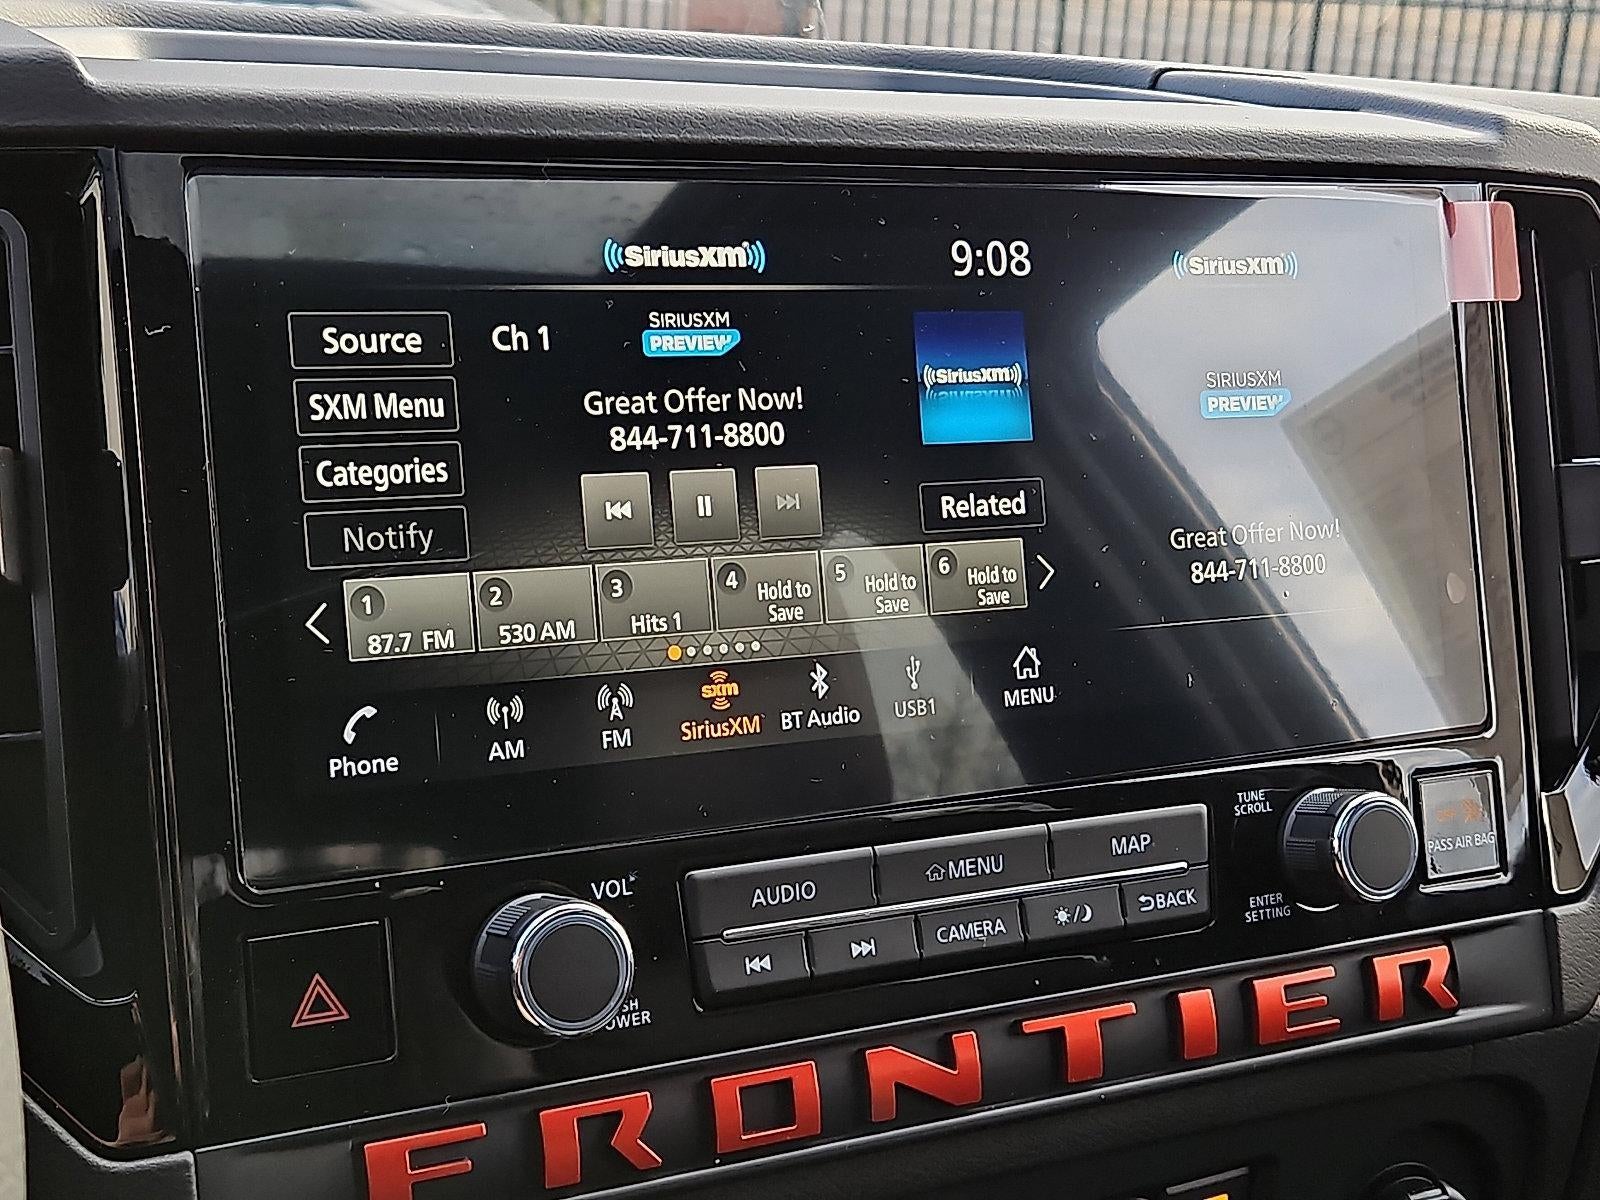 SiriusXM
9:08
SiriusXM
Source
Ch 1
SIRIUSXM
PREVIEW
SiriusXM
SIRIUSXM
PREVIEW
SXM Menu
Great Offer Now!
844-711-8800
Categories
Related
Notify
Great Offer Now!
844-711-8800
1
87.7 FM
2
530 AM
3
Hits 1
4
Hold to
Save
5
Hold to
Save
6
Hold to
Save
Phone
AM
FM
sxm
SiriusXM
BT Audio
USB1
MENU
VOL
AUDIO
MENU
MAP
TUNE
SCROLL
PASS AIR BAG
CAMERA
BACK
ENTER
SETTING
FRONTIER